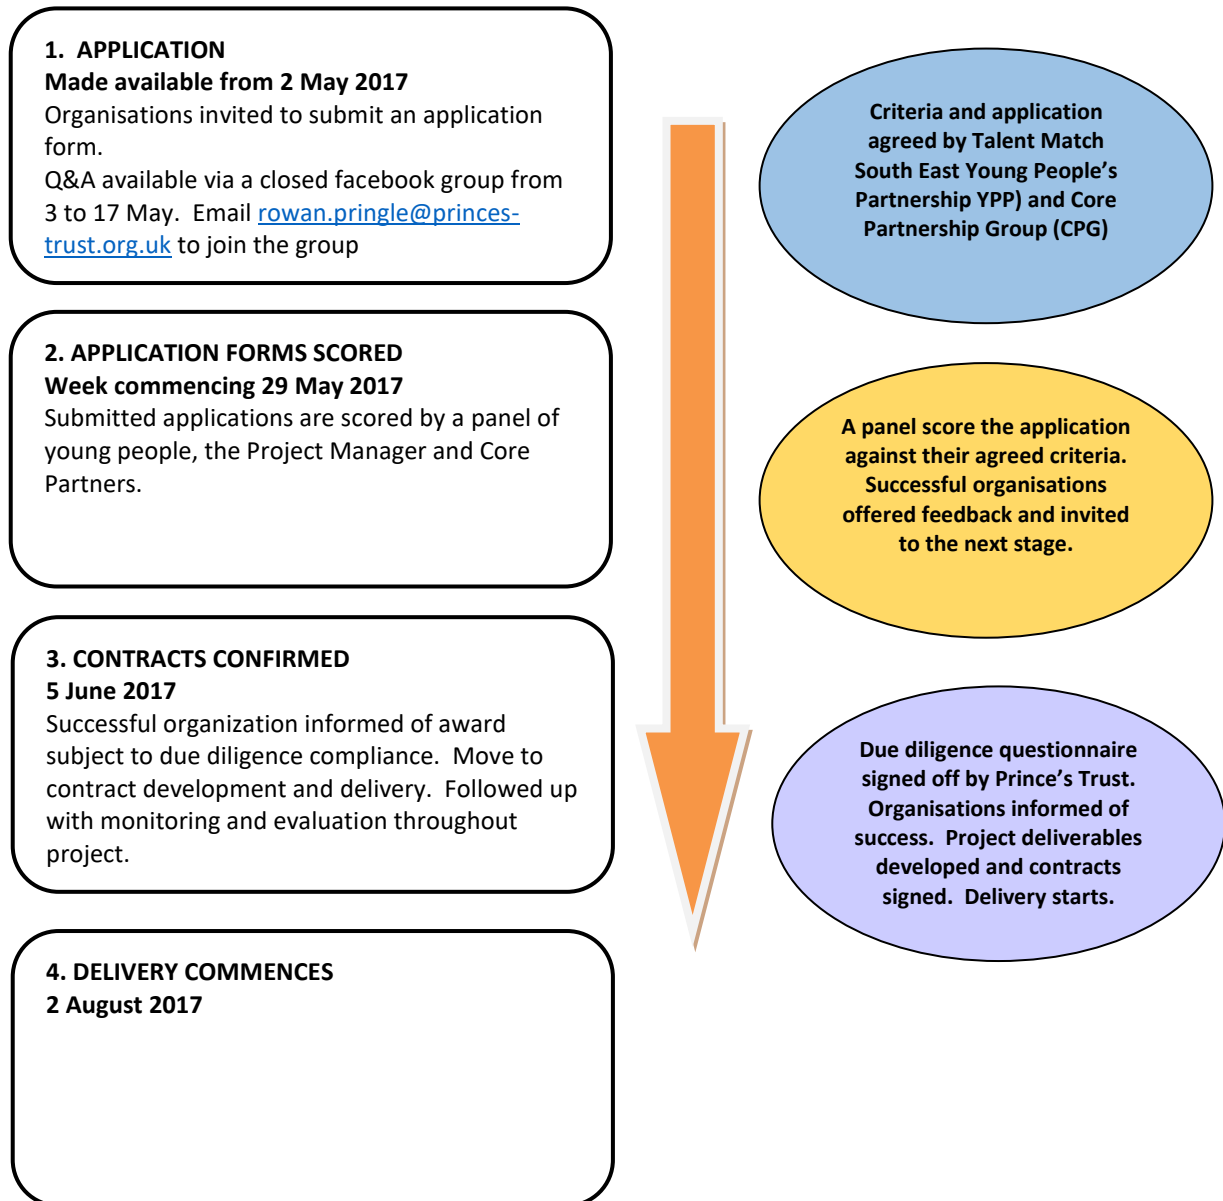 1.  APPLICATION
Made available from 2 May 2017
Organisations invited to submit an application
form.
Q&A available via a closed facebook group from
3 to 17 May.  Email rowan.pringle@princes-
trust.org.uk to join the group
Criteria and application
agreed by Talent Match
South East Young People’s
Partnership YPP) and Core
Partnership Group (CPG)
2. APPLICATION FORMS SCORED
Week commencing 29 May 2017
Submitted applications are scored by a panel of
young people, the Project Manager and Core
Partners.
A panel score the application
against their agreed criteria.
Successful organisations
offered feedback and invited
to the next stage.
3. CONTRACTS CONFIRMED
5 June 2017
Successful organization informed of award
subject to due diligence compliance.  Move to
contract development and delivery.  Followed up
with monitoring and evaluation throughout
project.
Due diligence questionnaire
signed off by Prince’s Trust.
Organisations informed of
success.  Project deliverables
developed and contracts
signed.  Delivery starts.
4. DELIVERY COMMENCES
2 August 2017